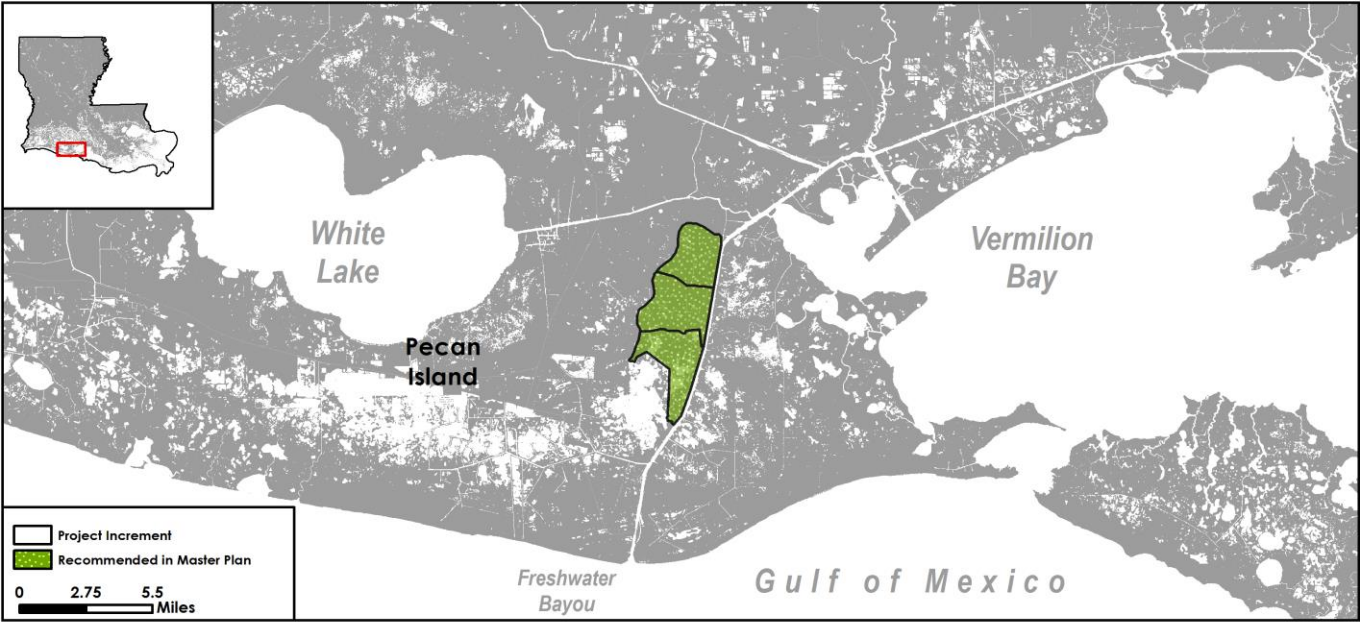 White
Lake
Vermilion
Bay
Pecan
Island
Project Increment
Recommended in Master Plan
0 2.75 5.5
Miles
Freshwater
Bayou
Gulf of Mexico